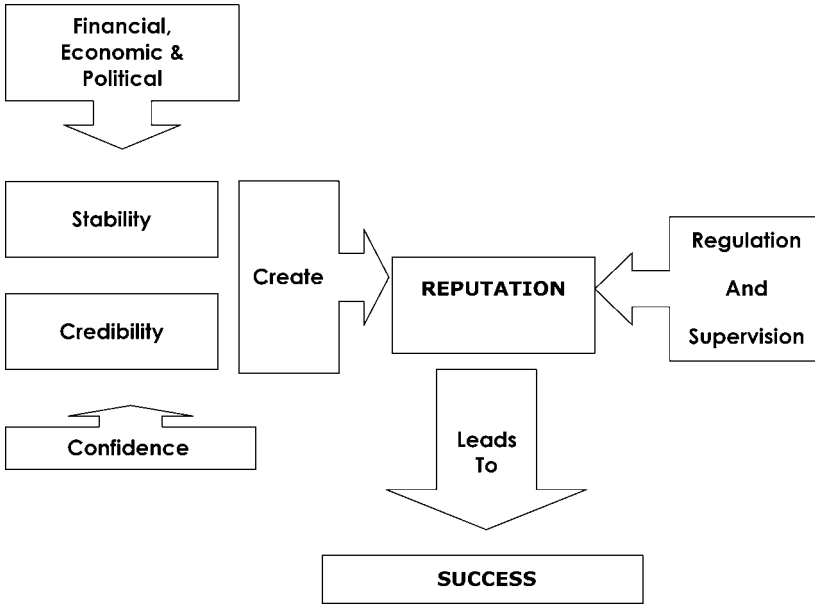 Financial,
Economic &
Political
Stability
Credibility
Confidence
Create
REPUTATION
Regulation
And
Supervision
Leads
To
SUCCESS